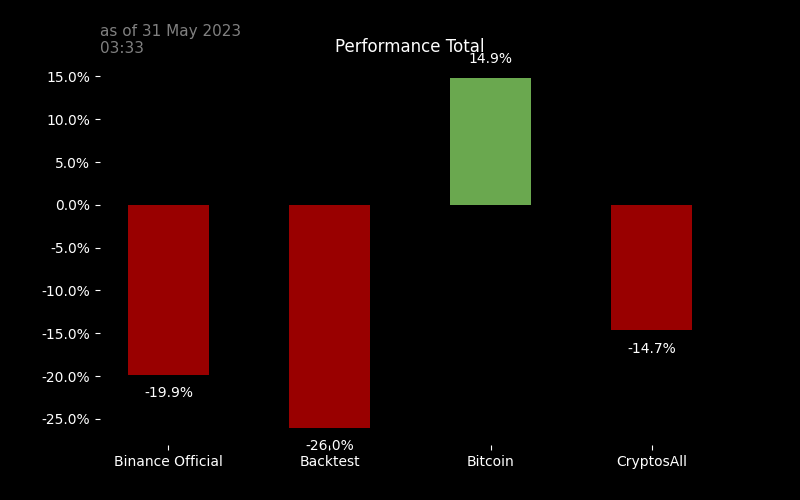 as of 31 May 2023
03:33
Performance Total
14.9%
15.0%
10.0%
5.0%
0.0%
-5.0%
-10.0%
-15.0%
-14.7%
-20.0%
-19.9%
-25.0%
-26.0%
Binance Official
Backtest
Bitcoin
CryptosAll